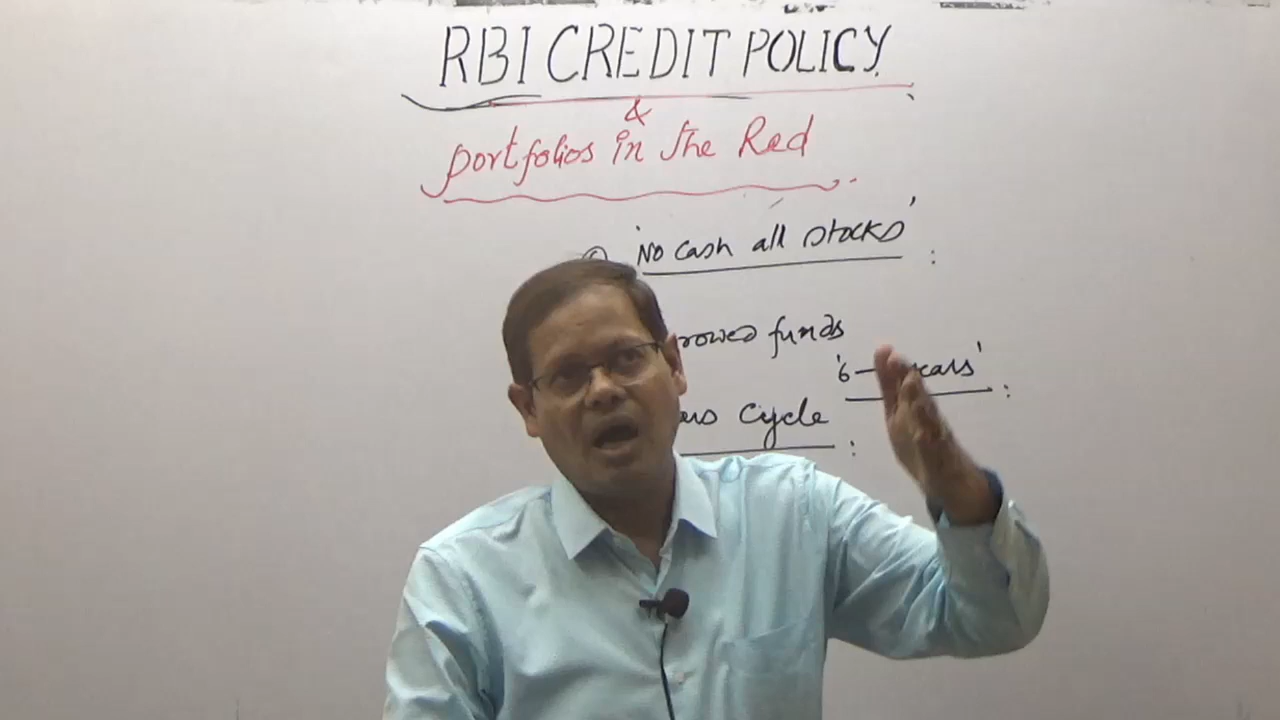 RBI CREDIT POLICY
&
portfolios in the Red
'No cash all stocks' :
funds
'6- :
Cycle :